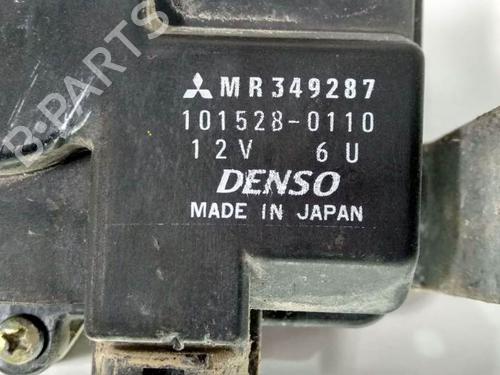 MR349287
101528-0110
12V 6U
DENSO
MADE IN JAPAN
B-PARTS